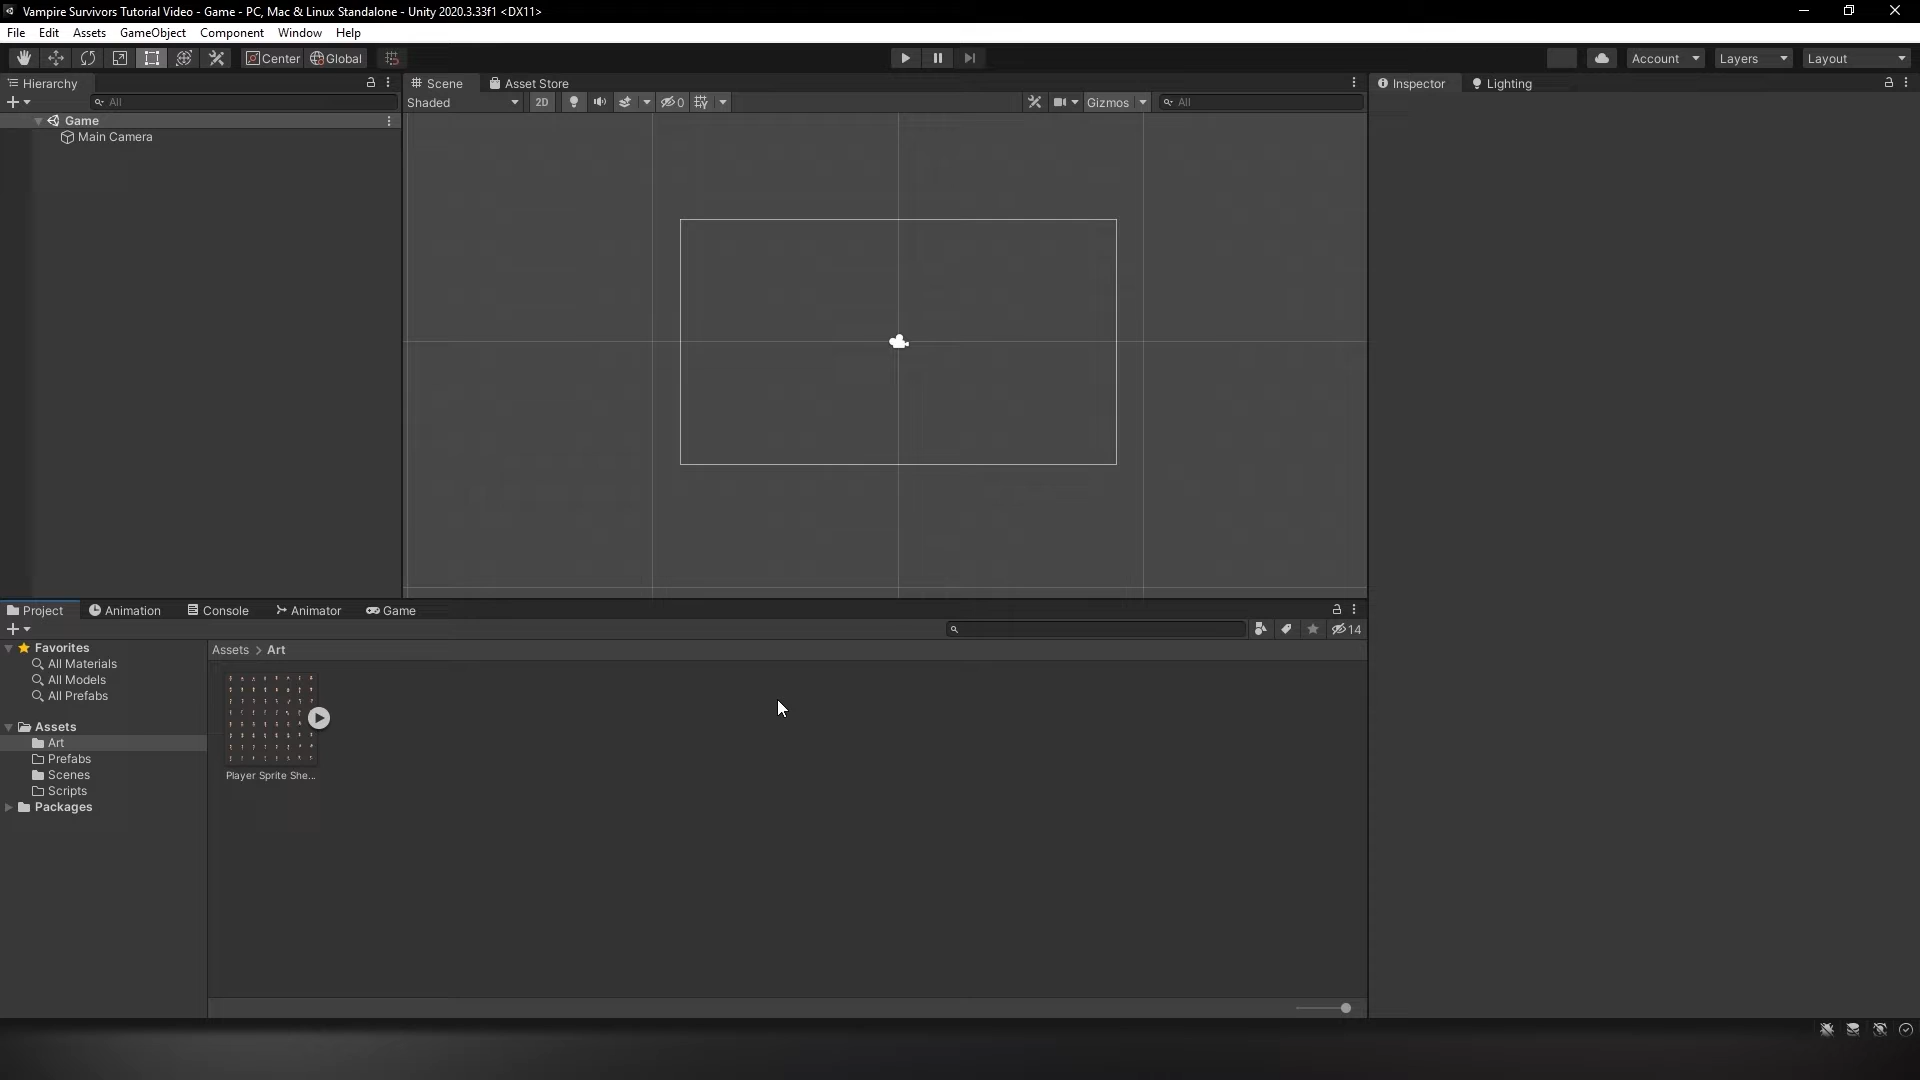 Vampire Survivors Tutorial Video - Game - PC, Mac & Linux Standalone - Unity 2020.3.33f1 <DX11>
File Edit Assets GameObject Component Window Help
Center Global Account Layers Layout
Hierarchy Scene Asset Store Inspector Lighting
All Shaded 2D 0 Gizmos All
Game
Main Camera
Project Animation Console Animator Game
14
Favorites Assets > Art
All Materials
All Models
All Prefabs
Assets
Art
Prefabs
Scenes
Scripts
Packages
Player Sprite She...